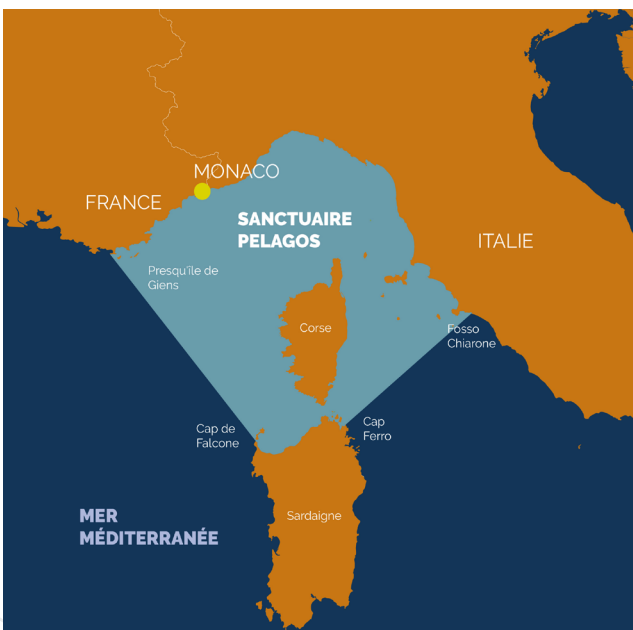 MONACO
FRANCE
SANCTUAIRE
PELAGOS
ITALIE
Presqu'île de
Giens
Corse
Fosso
Chiarone
Cap de
Falcone
Cap
Ferro
MER
MÉDITERRANÉE
Sardaigne